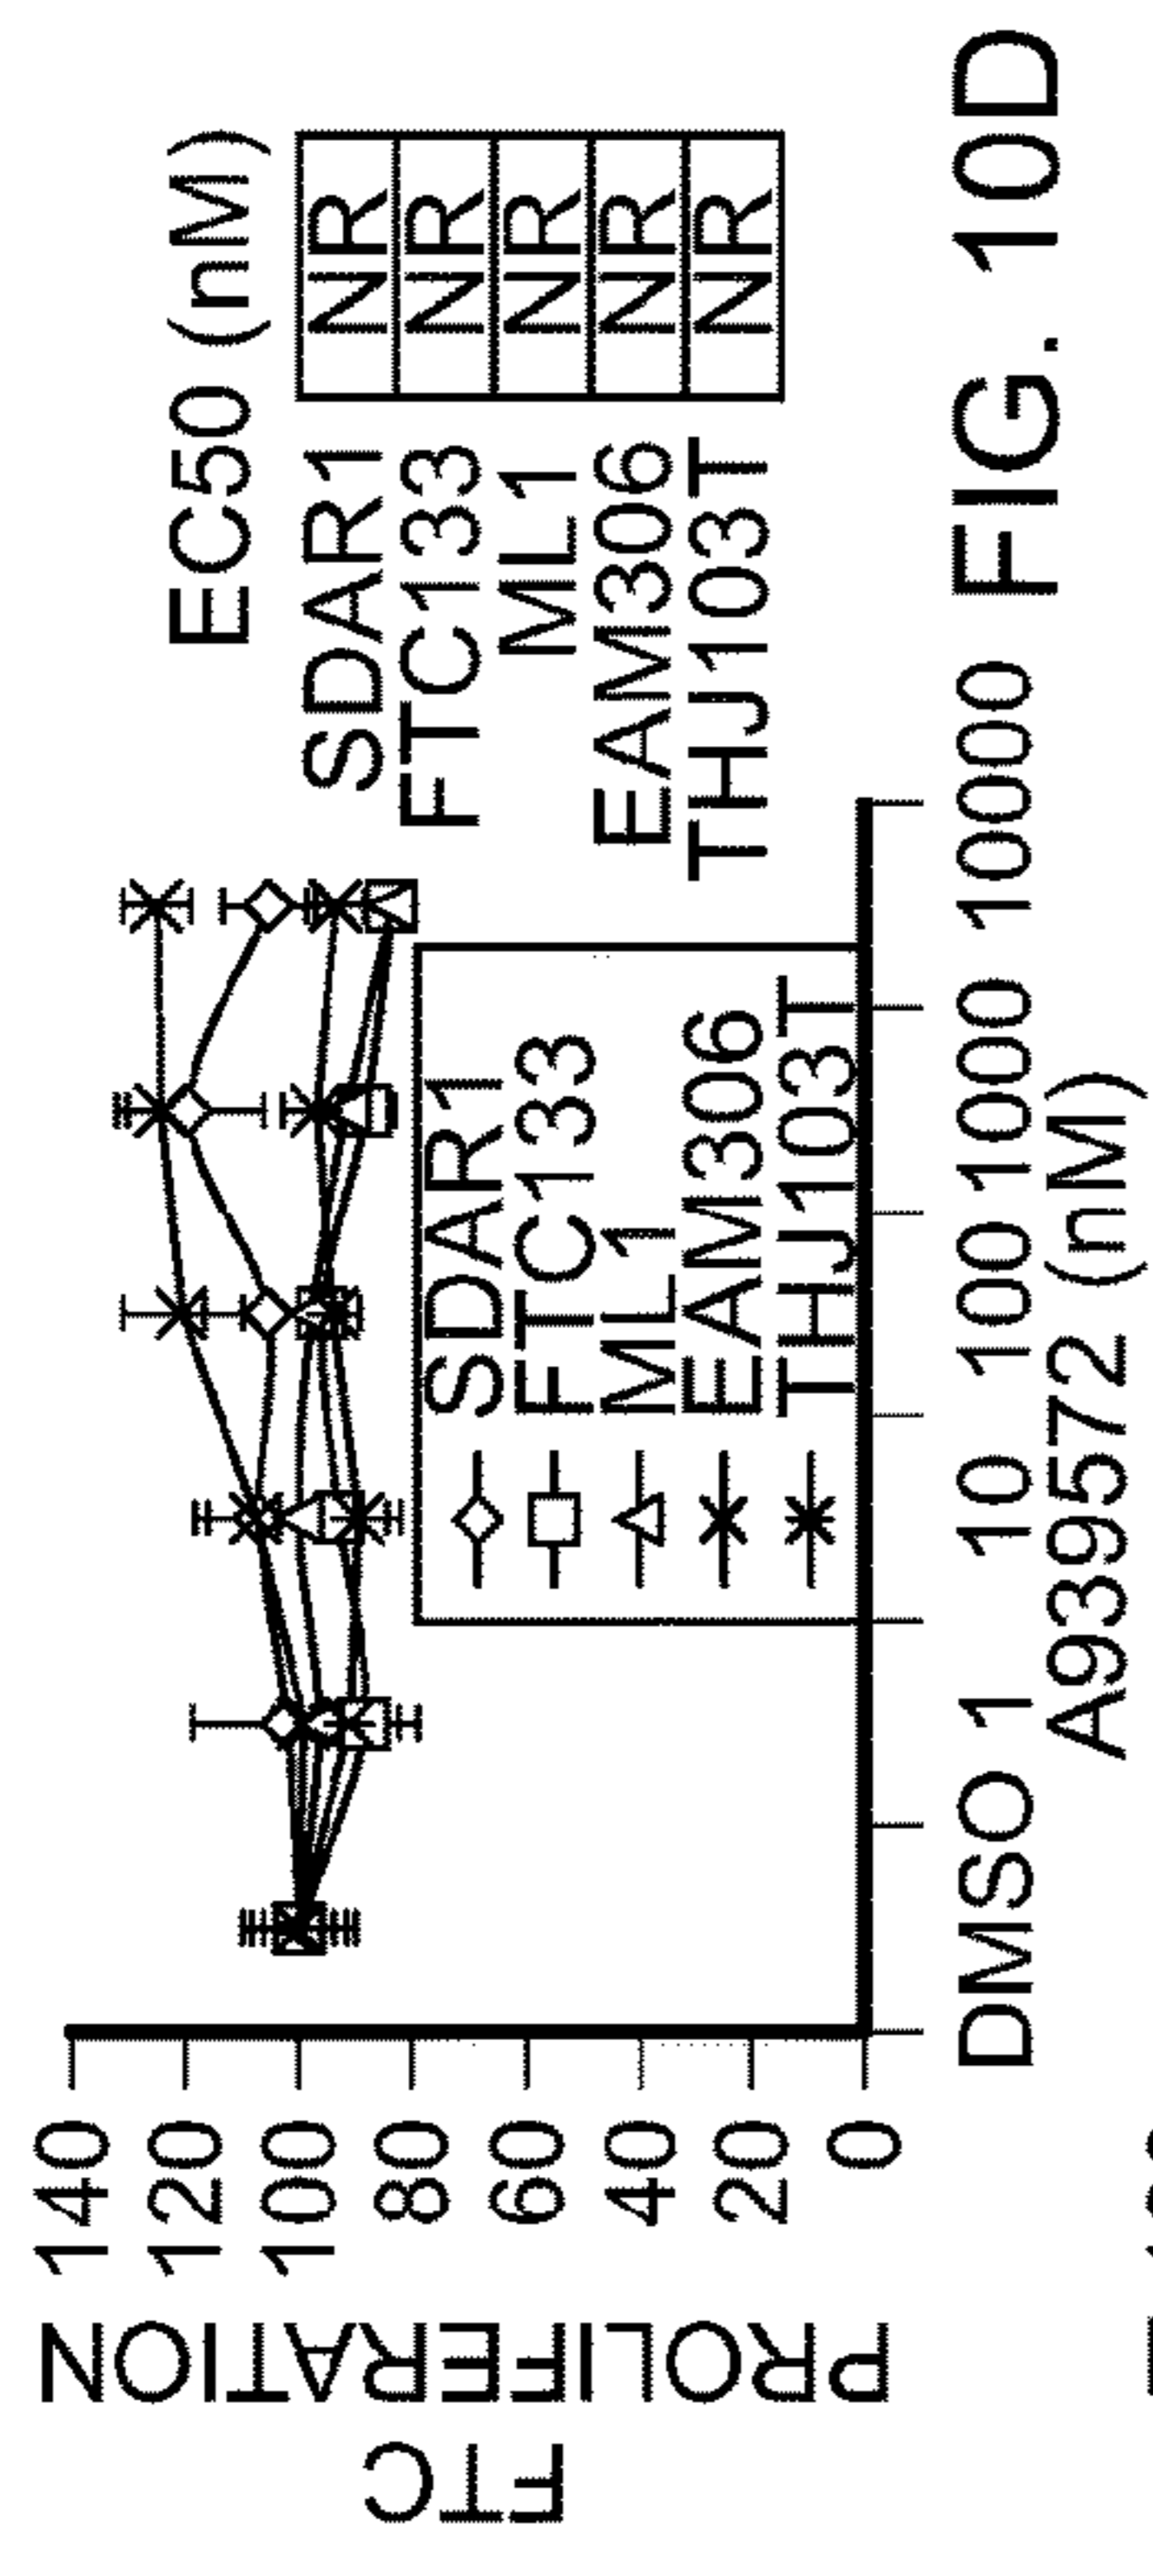 FTC
PROLIFERATION
140
120
100
80
60
40
20
0
DMSO 1 10 100 1000 10000
A939572 (nM)
SDAR1
FTC133
ML1
EAM306
THJ103T
EC50 (nM)
SDAR1 NR
FTC133 NR
ML1 NR
EAM306 NR
THJ103T NR
FIG. 10D